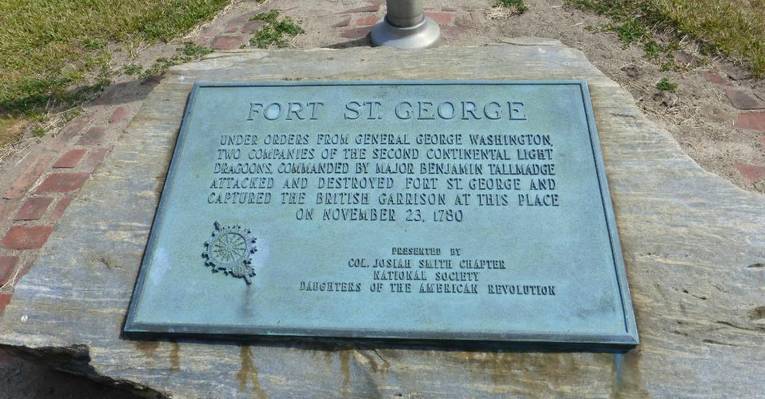 FORT ST. GEORGE
UNDER ORDERS FROM GENERAL GEORGE WASHINGTON,
TWO COMPANIES OF THE SECOND CONTINENTAL LIGHT
DRAGOONS, COMMANDED BY MAJOR BENJAMIN TALLMADGE
ATTACKED AND DESTROYED FORT ST. GEORGE AND
CAPTURED THE BRITISH GARRISON AT THIS PLACE
ON NOVEMBER 23, 1780
PRESENTED BY
COL. JOSIAH SMITH CHAPTER
NATIONAL SOCIETY
DAUGHTERS OF THE AMERICAN REVOLUTION